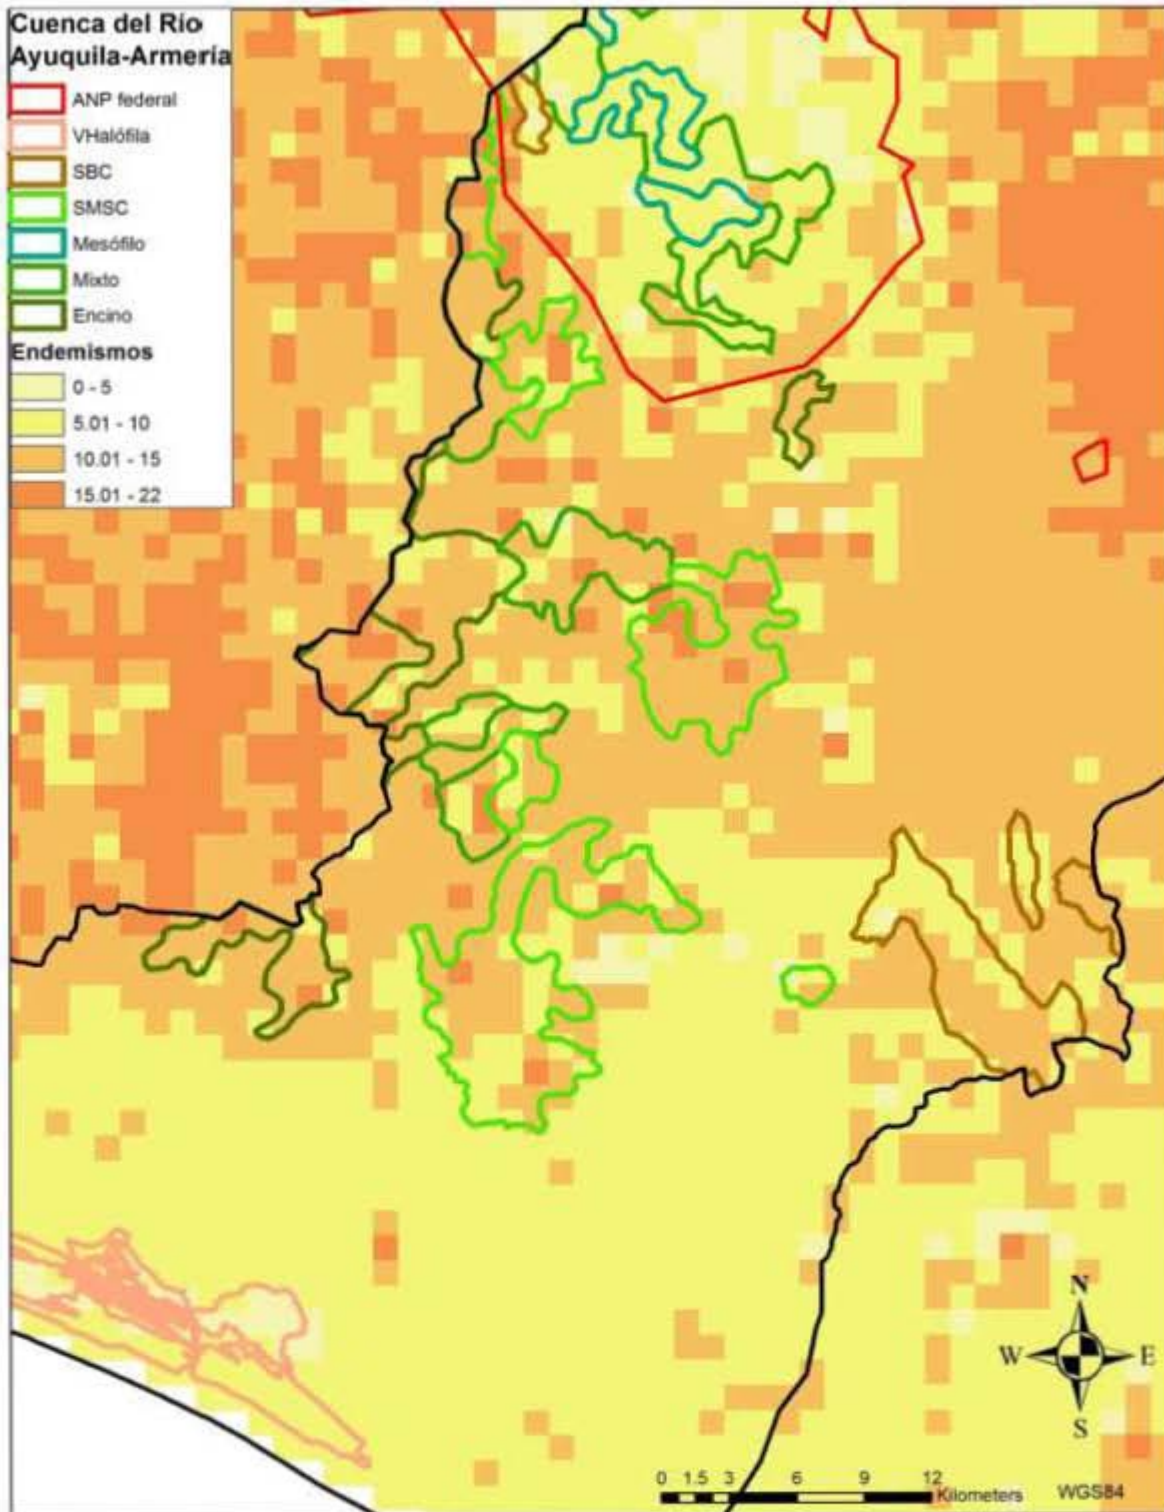 Cuenca del Río
Ayuquila-Armería
ANP federal
VHalófila
SBC
SMSC
Mesófilo
Mixto
Encino
Endemismos
0 - 5
5.01 - 10
10.01 - 15
15.01 - 22
N
W E
S
0 1.5 3 6 9 12
Kilometers WGS84